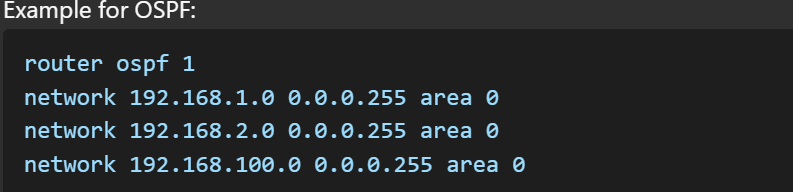 Example for OSPF:
router ospf 1
network 192.168.1.0 0.0.0.255 area 0
network 192.168.2.0 0.0.0.255 area 0
network 192.168.100.0 0.0.0.255 area 0